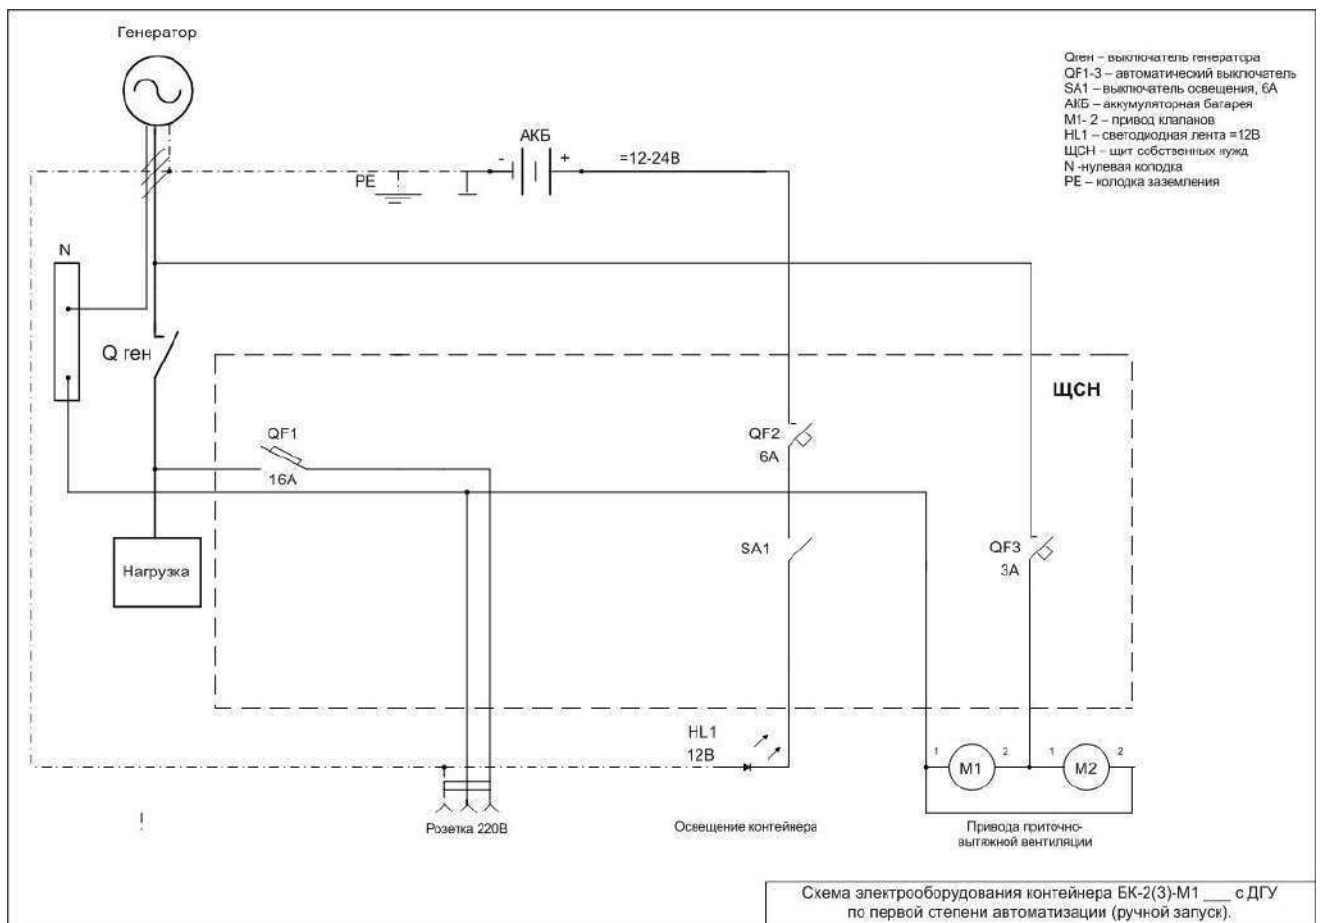 Генератор
Qген – выключатель генератора
QF1-3 – автоматический выключатель
SA1 – выключатель освещения, 6А
АКБ – аккумуляторная батарея
М1- 2 – привод клапанов
HL1 – светодиодная лента =12В
ЩСН – щит собственных нужд
N -нулевая колодка
PE – колодка заземления
АКБ
- +
=12-24В
PE
N
Q ген
ЩСН
QF1
16А
QF2
6А
SA1
QF3
3А
Нагрузка
HL1
12В
1 М1 2 1 М2 2
!
Розетка 220В
Освещение контейнера
Привода приточно-
вытяжной вентиляции
Схема электрооборудования контейнера БК-2(3)-М1 ___ с ДГУ
по первой степени автоматизации (ручной запуск).